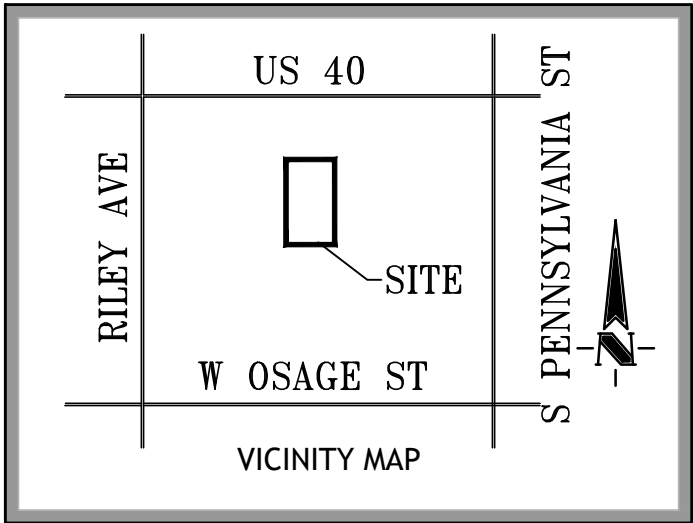 US 40
RILEY AVE
S PENNSYLVANIA ST
SITE
N
W OSAGE ST
VICINITY MAP